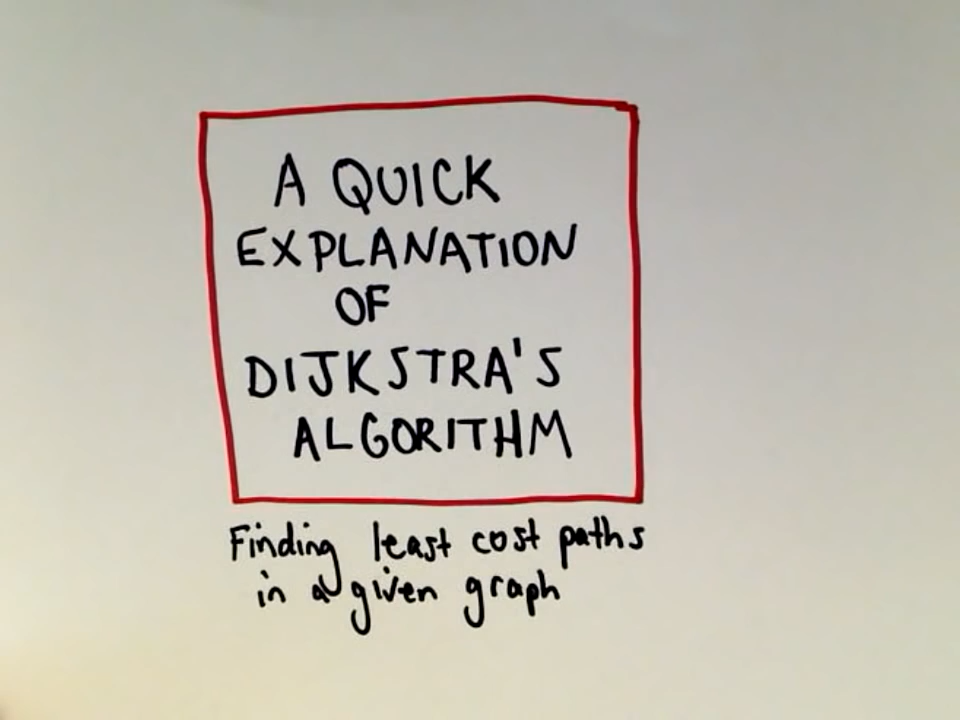 A QUICK
EXPLANATION
OF
DIJKSTRA'S
ALGORITHM
Finding least cost paths
in a given graph